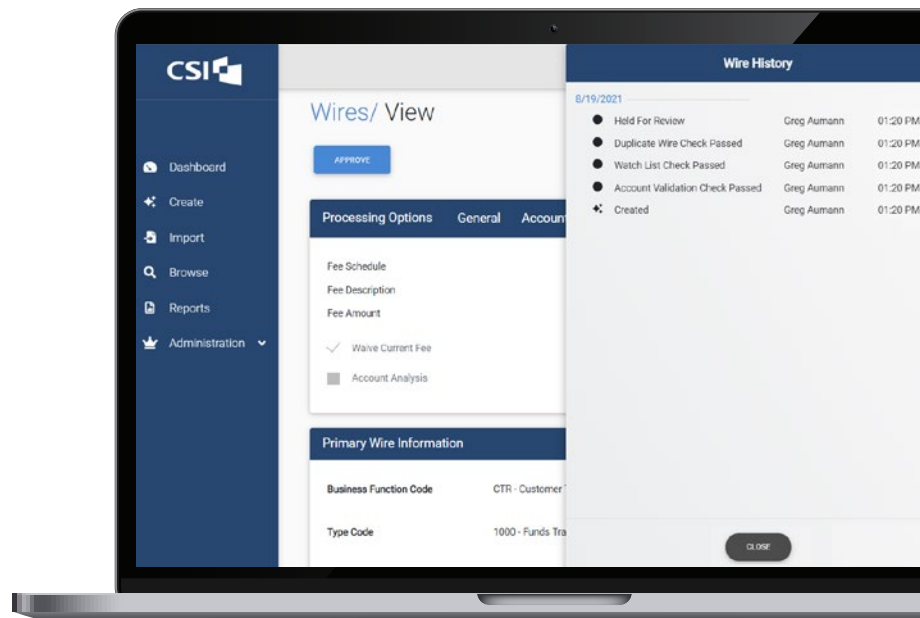 CSI
Dashboard
Create
Import
Browse
Reports
Administration
Wires/ View
APPROVE
Processing Options General Account
Fee Schedule
Fee Description
Fee Amount
Waive Current Fee
Account Analysis
Primary Wire Information
Business Function Code CTR - Customer
Type Code 1000 - Funds Tra
Wire History
8/19/2021
Held For Review Greg Aumann 01:20 PM
Duplicate Wire Check Passed Greg Aumann 01:20 PM
Watch List Check Passed Greg Aumann 01:20 PM
Account Validation Check Passed Greg Aumann 01:20 PM
Created Greg Aumann 01:20 PM
CLOSE